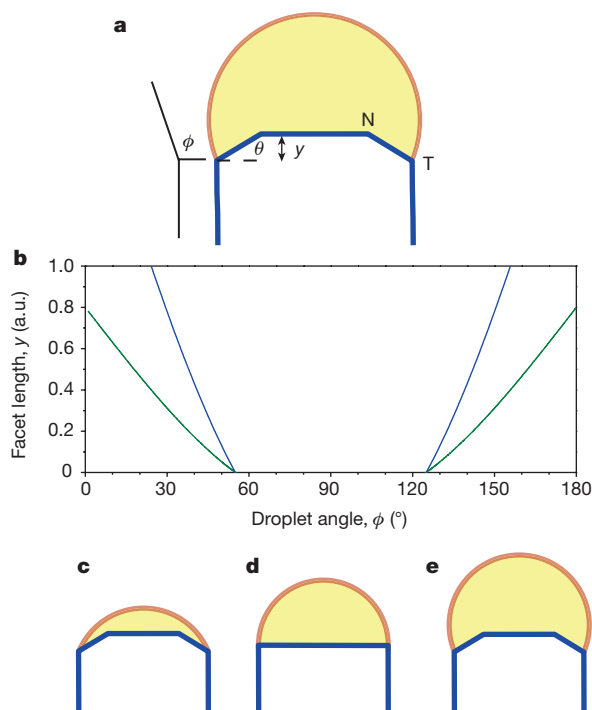 a
N
ϕ
θ
y
T
b
Facet length, y (a.u.)
1.0
0.8
0.6
0.4
0.2
0
0 30 60 90 120 150 180
Droplet angle, ϕ (°)
c d e